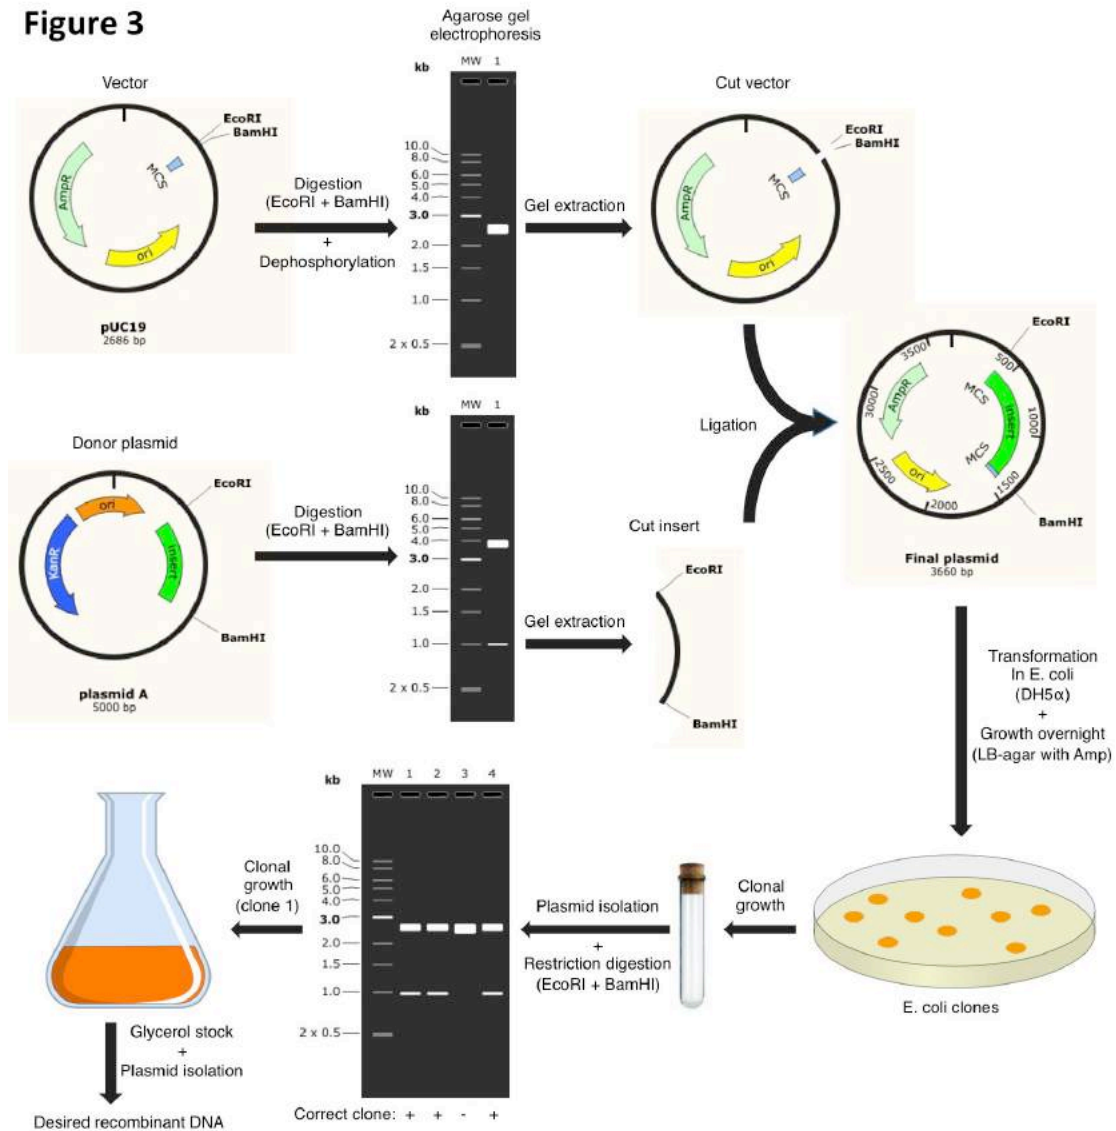 Figure 3
Agarose gel
electrophoresis
Vector
EcoRI
BamHI
AmpR
MCS
ori
pUC19
2686 bp
Digestion
(EcoRI + BamHI)
+
Dephosphorylation
kb
MW 1
10.0
8.0
6.0
5.0
4.0
3.0
2.0
1.5
1.0
2 x 0.5
Gel extraction
Cut vector
EcoRI
BamHI
AmpR
MCS
ori
Donor plasmid
EcoRI
ori
KanR
insert
BamHI
plasmid A
5000 bp
Digestion
(EcoRI + BamHI)
kb
MW 1
10.0
8.0
6.0
5.0
4.0
3.0
2.0
1.5
1.0
2 x 0.5
Gel extraction
Cut insert
EcoRI
BamHI
Ligation
EcoRI
3500
500
AmpR
MCS
insert
3000
1000
MCS
ori
2500
1500
2000
BamHI
Final plasmid
3660 bp
Transformation
In E. coli
(DH5α)
+
Growth overnight
(LB-agar with Amp)
E. coli clones
Clonal
growth
Plasmid isolation
+
Restriction digestion
(EcoRI + BamHI)
kb
MW 1 2 3 4
10.0
8.0
6.0
5.0
4.0
3.0
2.0
1.5
1.0
2 x 0.5
Correct clone: + + - +
Clonal
growth
(clone 1)
Glycerol stock
+
Plasmid isolation
Desired recombinant DNA